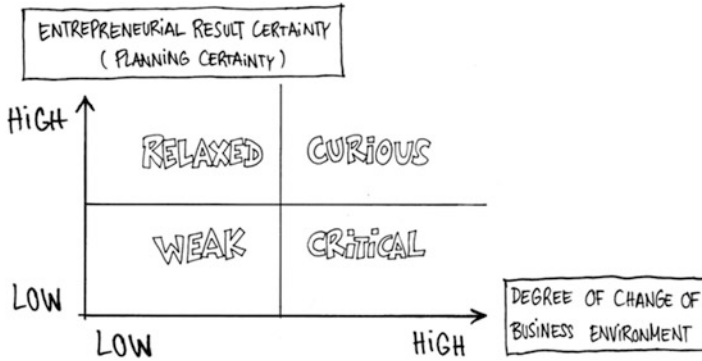 ENTREPRENEURIAL RESULT CERTAINTY
( PLANNING CERTAINTY )
HiGH
RELAXED CURiOUS
WEAK CRiTiCAL
LOW
LOW HiGH
DEGREE OF CHANGE OF
BUSINESS ENVIRONMENT